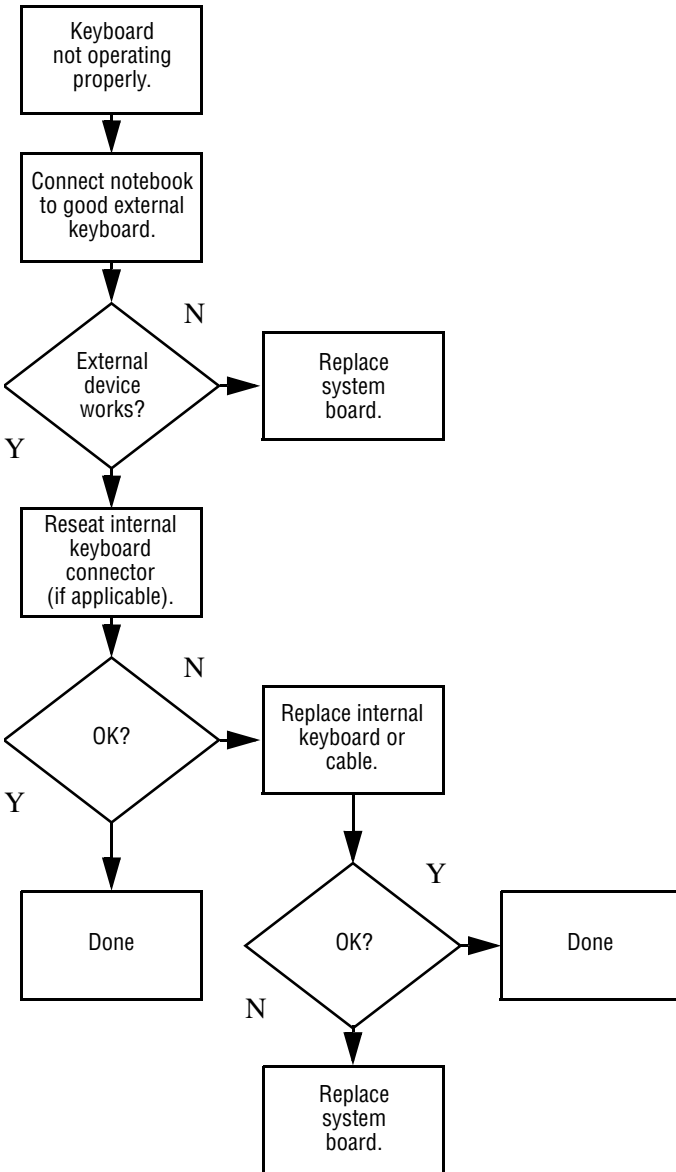 Keyboard
not operating
properly.
Connect notebook
to good external
keyboard.
N
External
device
works?
Replace
system
board.
Y
Reseat internal
keyboard
connector
(if applicable).
N
OK?
Replace internal
keyboard or
cable.
Y
Y
Done
OK?
Done
N
Replace
system
board.